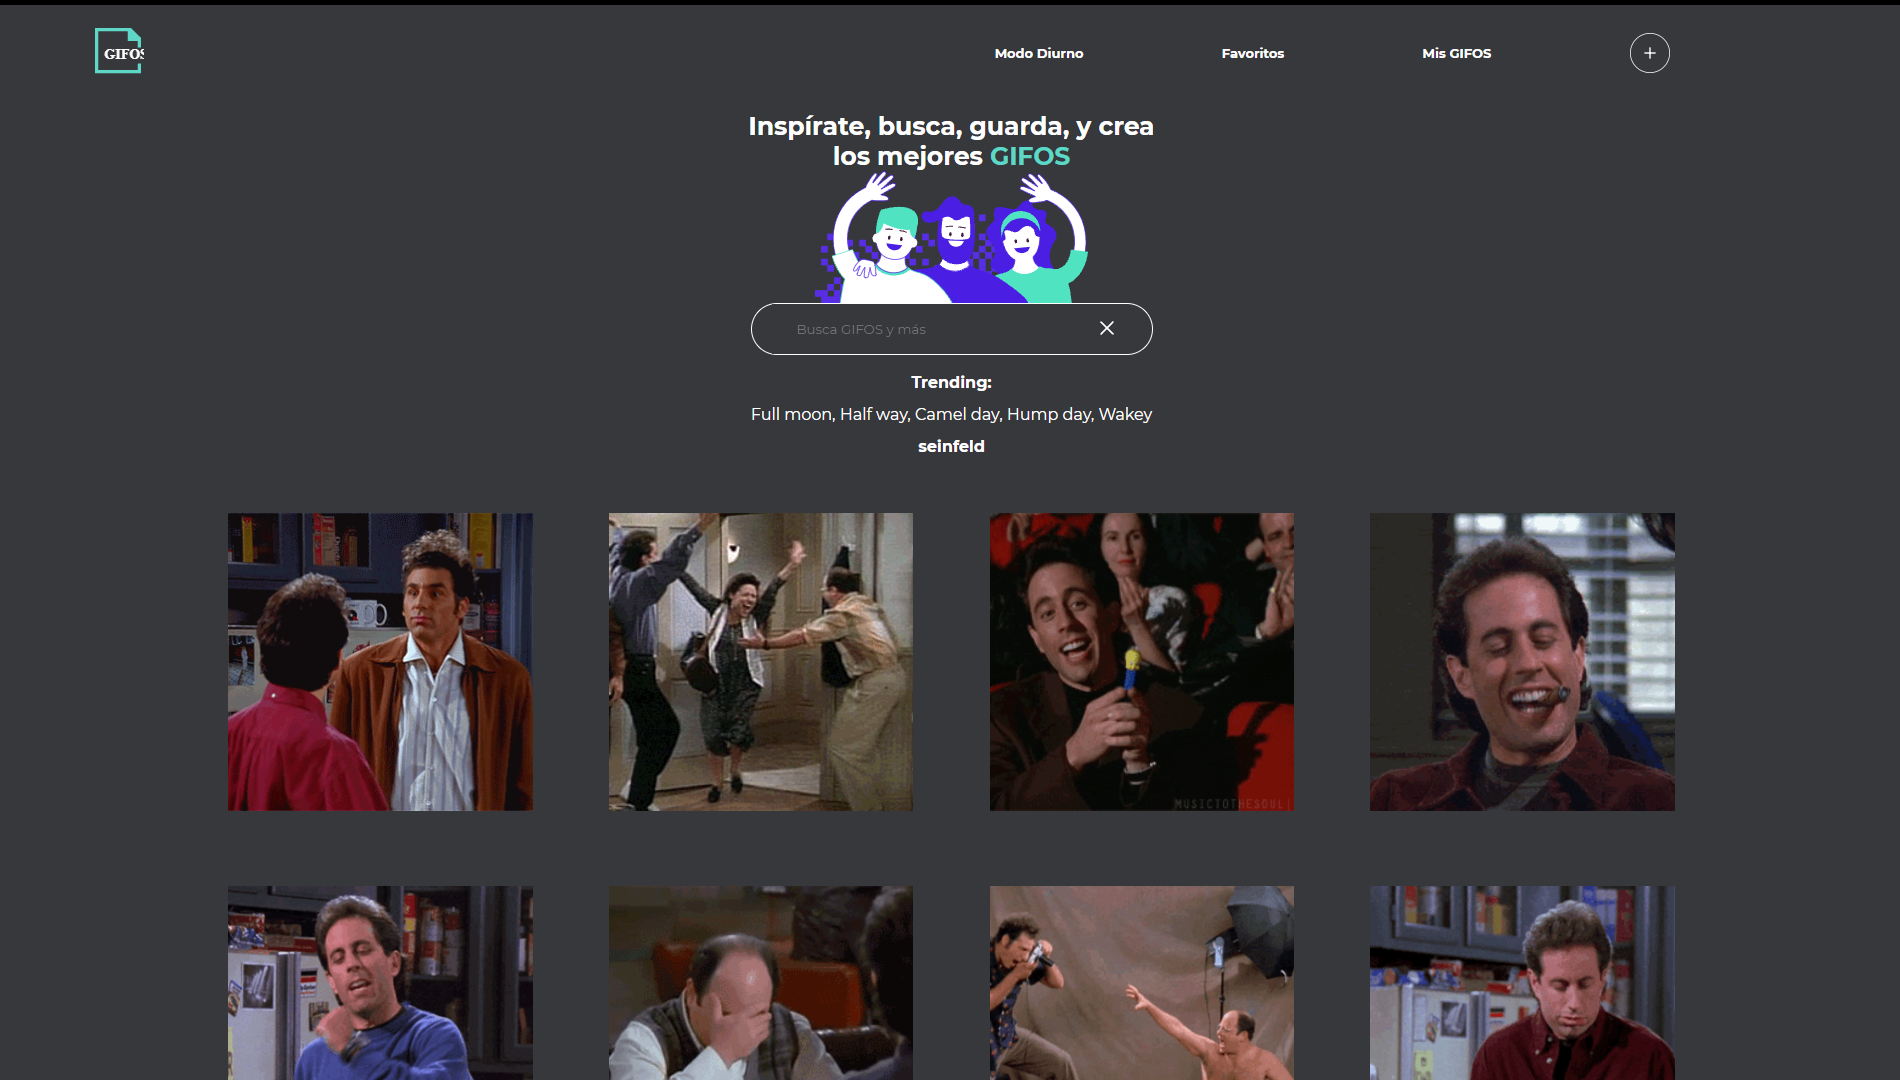 GIFOS
Modo Diurno
Favoritos
Mis GIFOS
Inspírate, busca, guarda, y crea
los mejores GIFOS
Busca GIFOS y más
Trending:
Full moon, Half way, Camel day, Hump day, Wakey
seinfeld
MUSICTOTHESOUL